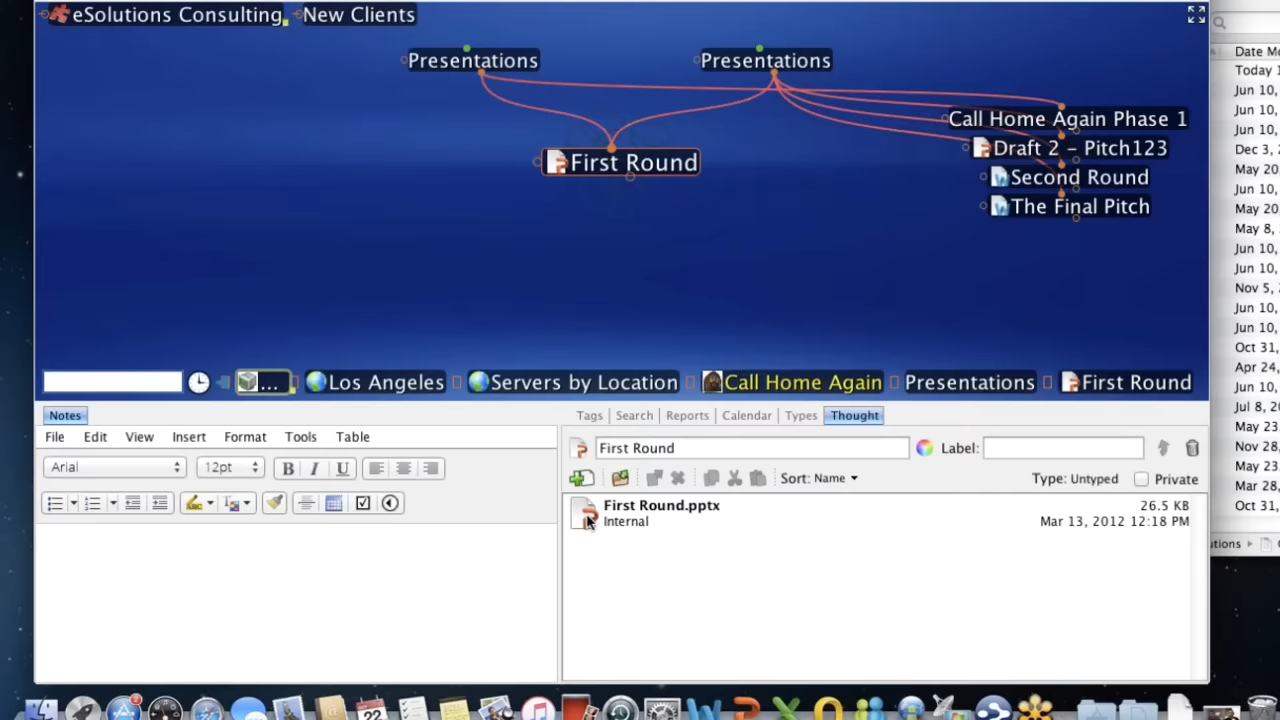 eSolutions Consulting New Clients
Date Mo
Presentations Presentations
Today 1
Jun 10,
Call Home Again Phase 1
Jun 10,
Jun 10,
Draft 2 – Pitch123
Dec 3, 2
First Round
May 20,
Second Round
Jun 10,
The Final Pitch
May 20,
May 8,
Jun 10,
Jun 10,
Nov 5, 2
Jun 10,
Jun 10,
Oct 31,
Apr 24,
... Los Angeles Servers by Location Call Home Again Presentations First Round
Jun 10,
Jul 8, 20
Notes Tags Search Reports Calendar Types Thought
May 23,
File Edit View Insert Format Tools Table
First Round Label:
Nov 28,
Arial 12pt B I U
May 23,
Sort: Name Type: Untyped Private
Mar 28,
First Round.pptx 26.5 KB
Oct 31,
Internal Mar 13, 2012 12:18 PM
utions
22